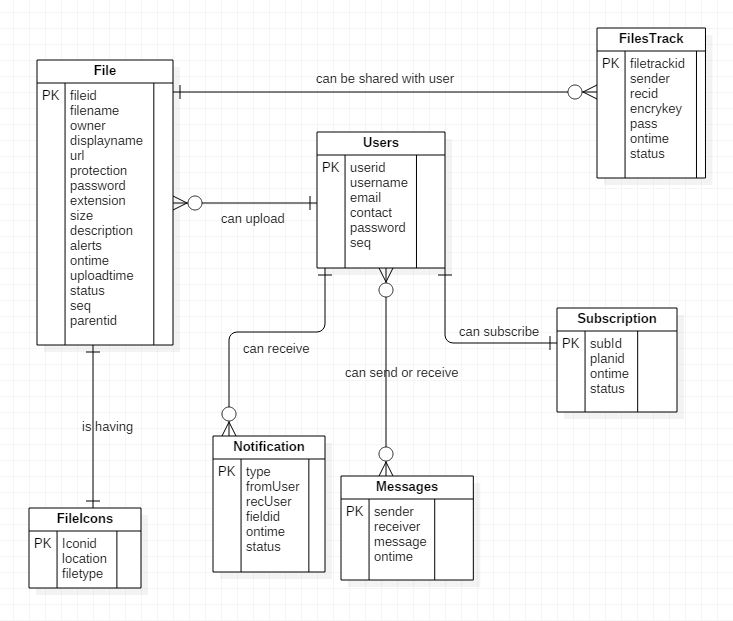 FilesTrack
PK filetrackid
sender
recid
encrykey
pass
ontime
status
File
PK fileid
filename
owner
displayname
url
protection
password
extension
size
description
alerts
ontime
uploadtime
status
seq
parentid
can be shared with user
Users
PK userid
username
email
contact
password
seq
can upload
Subscription
PK subId
planid
ontime
status
can subscribe
can receive
can send or receive
is having
Notification
PK type
fromUser
recUser
fieldid
ontime
status
Messages
PK sender
receiver
message
ontime
FileIcons
PK Iconid
location
filetype